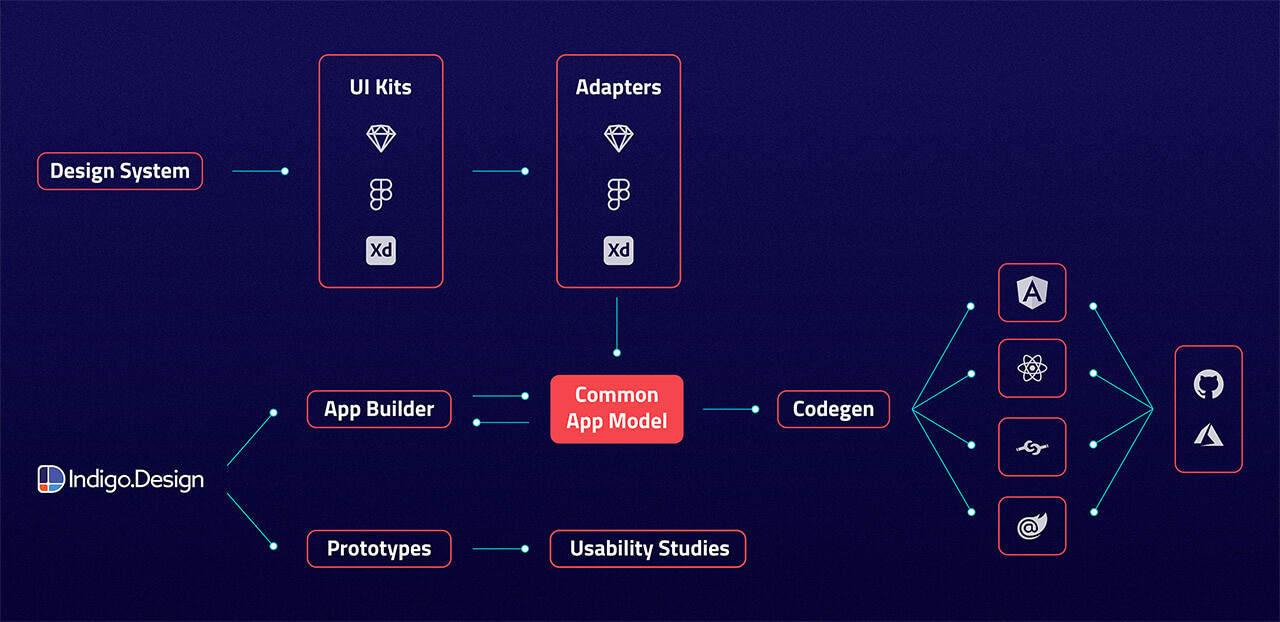 UI Kits
Adapters
Design System
Xd
Xd
App Builder
Common
App Model
Codegen
Indigo.Design
Prototypes
Usability Studies